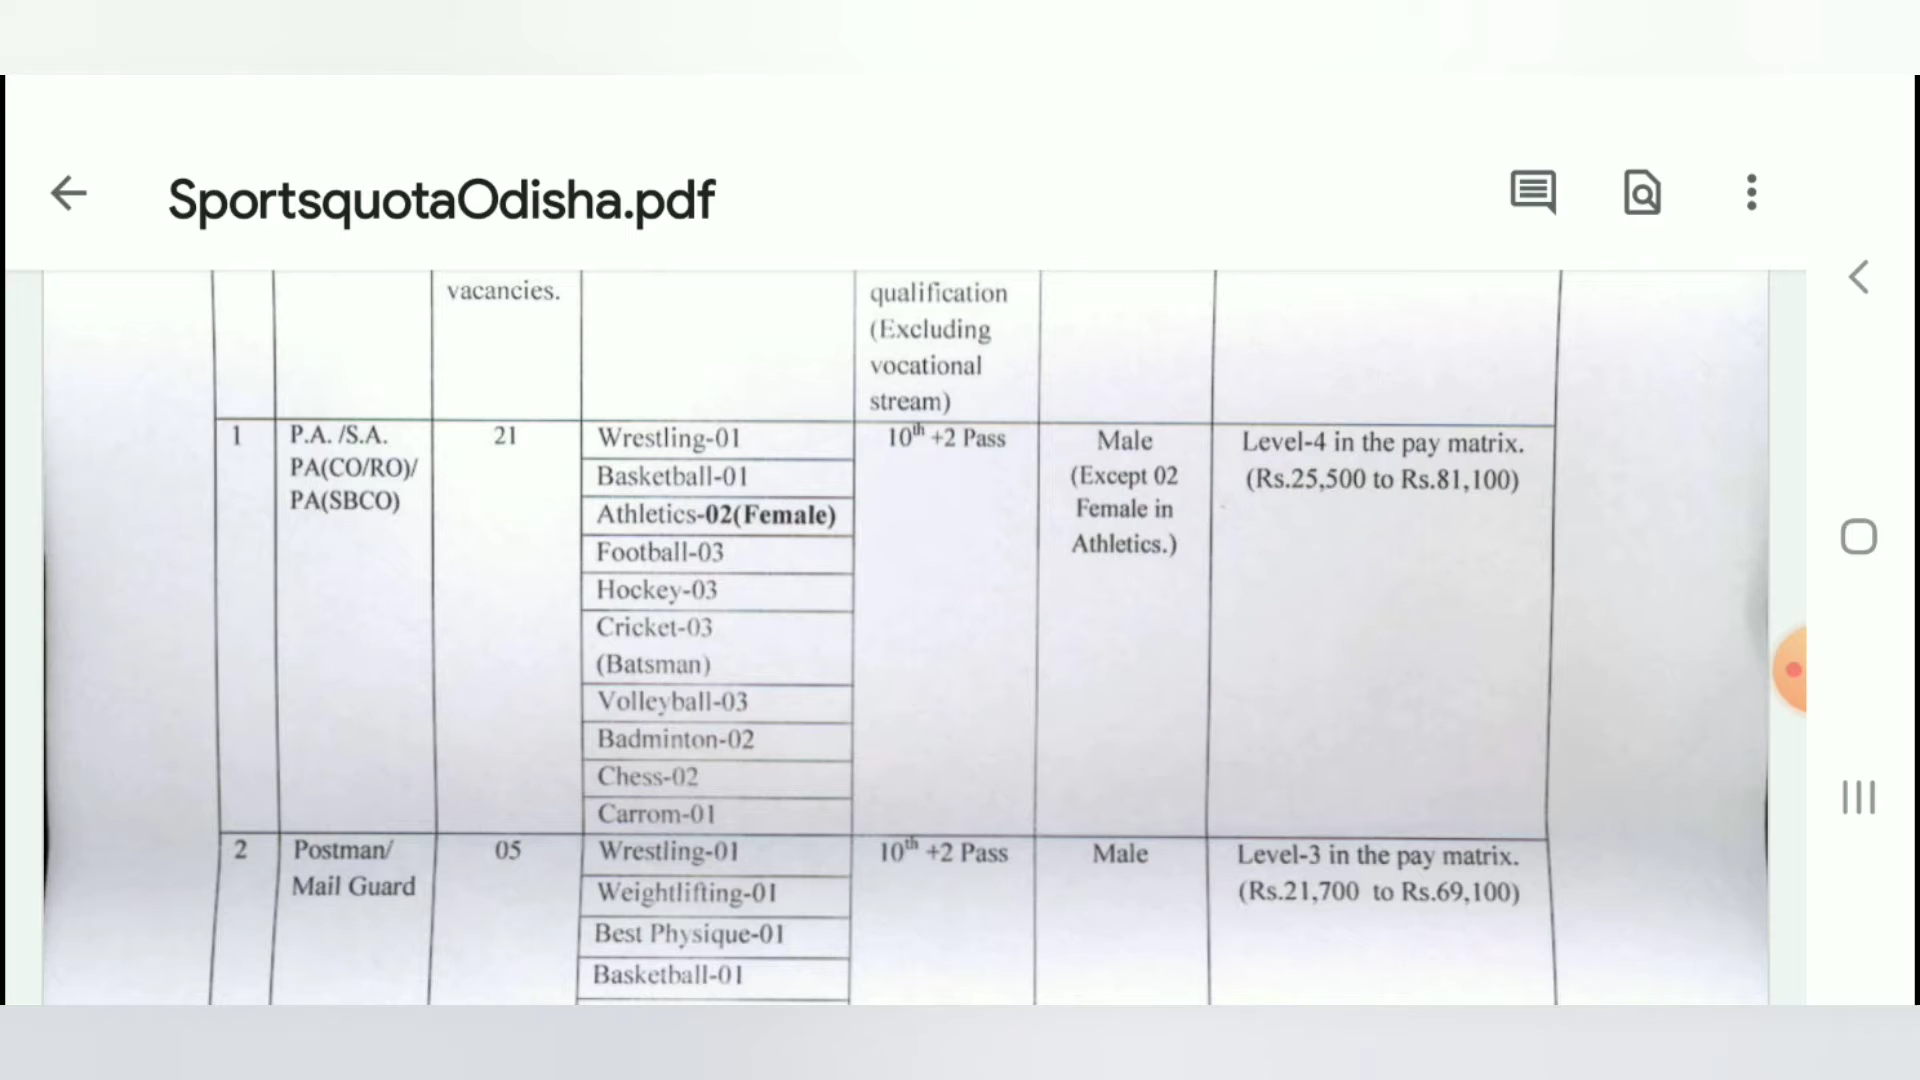 SportsquotaOdisha.pdf
vacancies.
qualification
(Excluding
vocational
stream)
1
P.A. /S.A.
PA(CO/RO)/
PA(SBCO)
21
Wrestling-01
Basketball-01
Athletics-02(Female)
Football-03
Hockey-03
Cricket-03
(Batsman)
Volleyball-03
Badminton-02
Chess-02
Carrom-01
10th +2 Pass
Male
(Except 02
Female in
Athletics.)
Level-4 in the pay matrix.
(Rs.25,500 to Rs.81,100)
2
Postman/
Mail Guard
05
Wrestling-01
Weightlifting-01
Best Physique-01
Basketball-01
10th +2 Pass
Male
Level-3 in the pay matrix.
(Rs.21,700 to Rs.69,100)